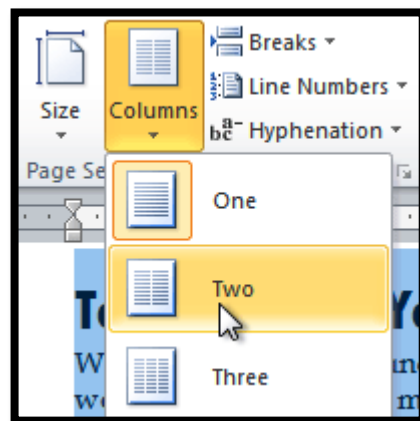 Breaks
Line Numbers
Size Columns
Hyphenation
Page Se
One
Two
Three